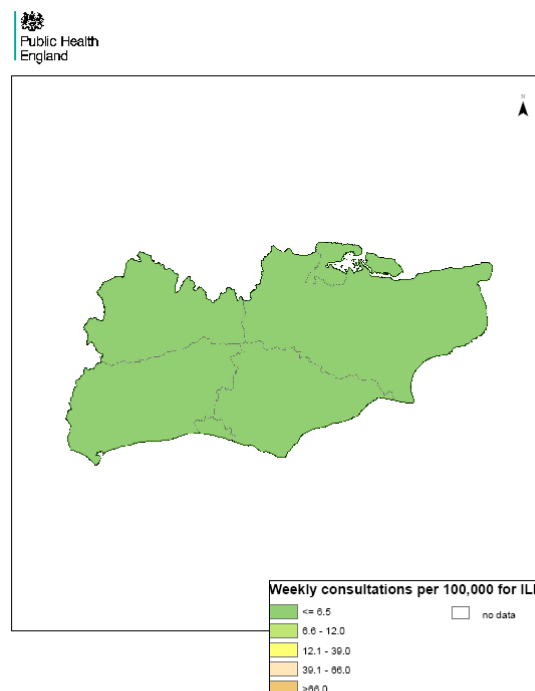 Public Health
England
N
Weekly consultations per 100,000 for ILI
<= 6.5
no data
6.6 - 12.0
12.1 - 39.0
39.1 - 66.0
>66.0